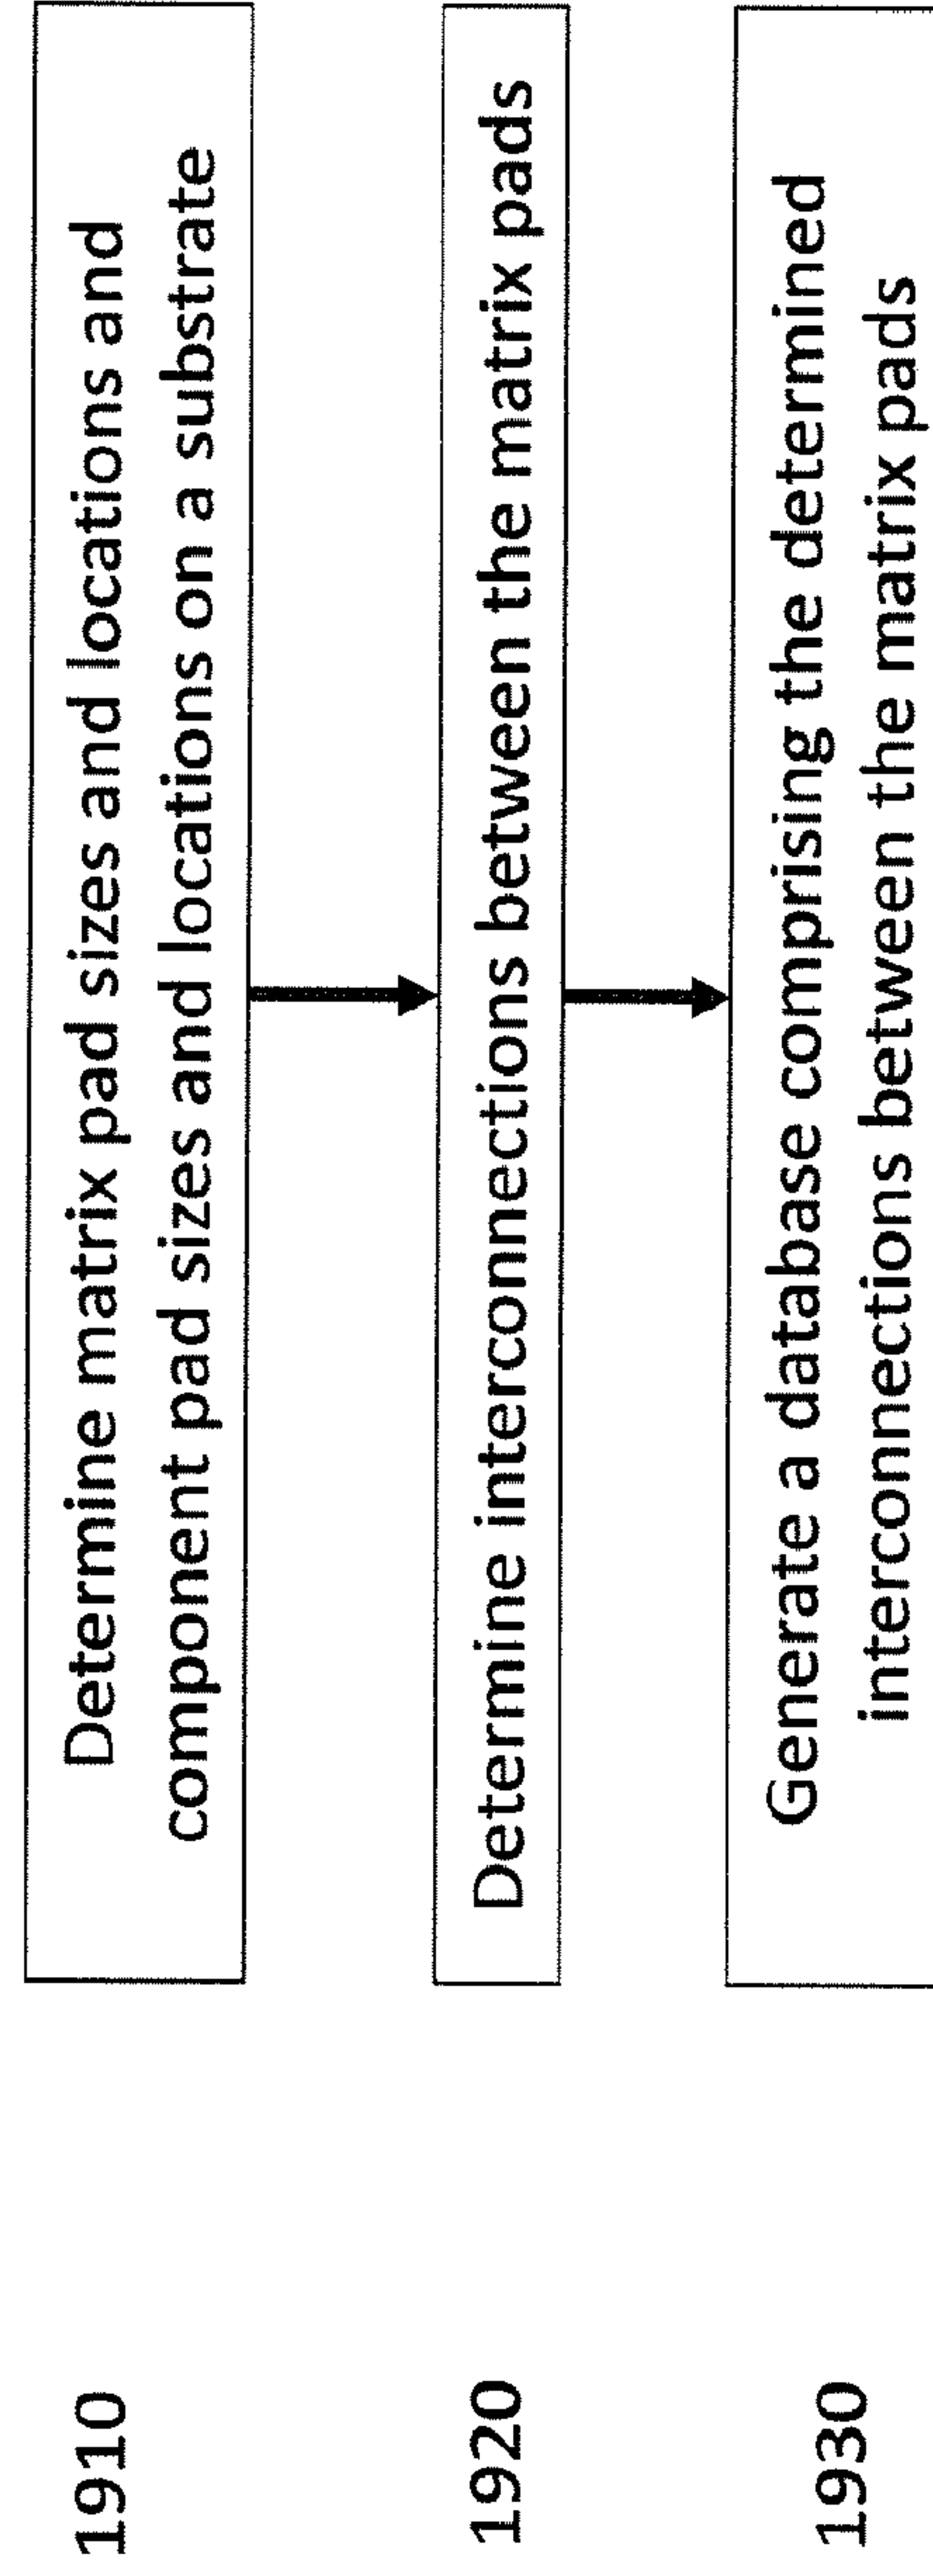 1910
Determine matrix pad sizes and locations and
component pad sizes and locations on a substrate
1920
Determine interconnections between the matrix pads
1930
Generate a database comprising the determined
interconnections between the matrix pads